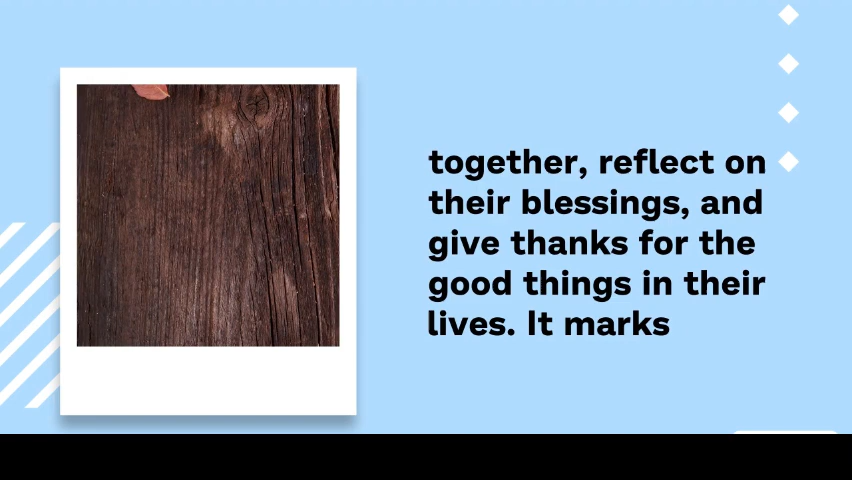 together, reflect on
their blessings, and
give thanks for the
good things in their
lives. It marks